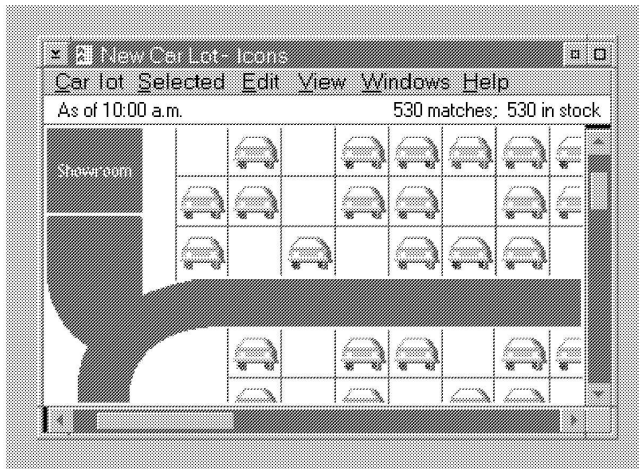 New Car Lot - Icons
Car lot Selected Edit View Windows Help
As of 10:00 a.m. 530 matches; 530 in stock
Showroom